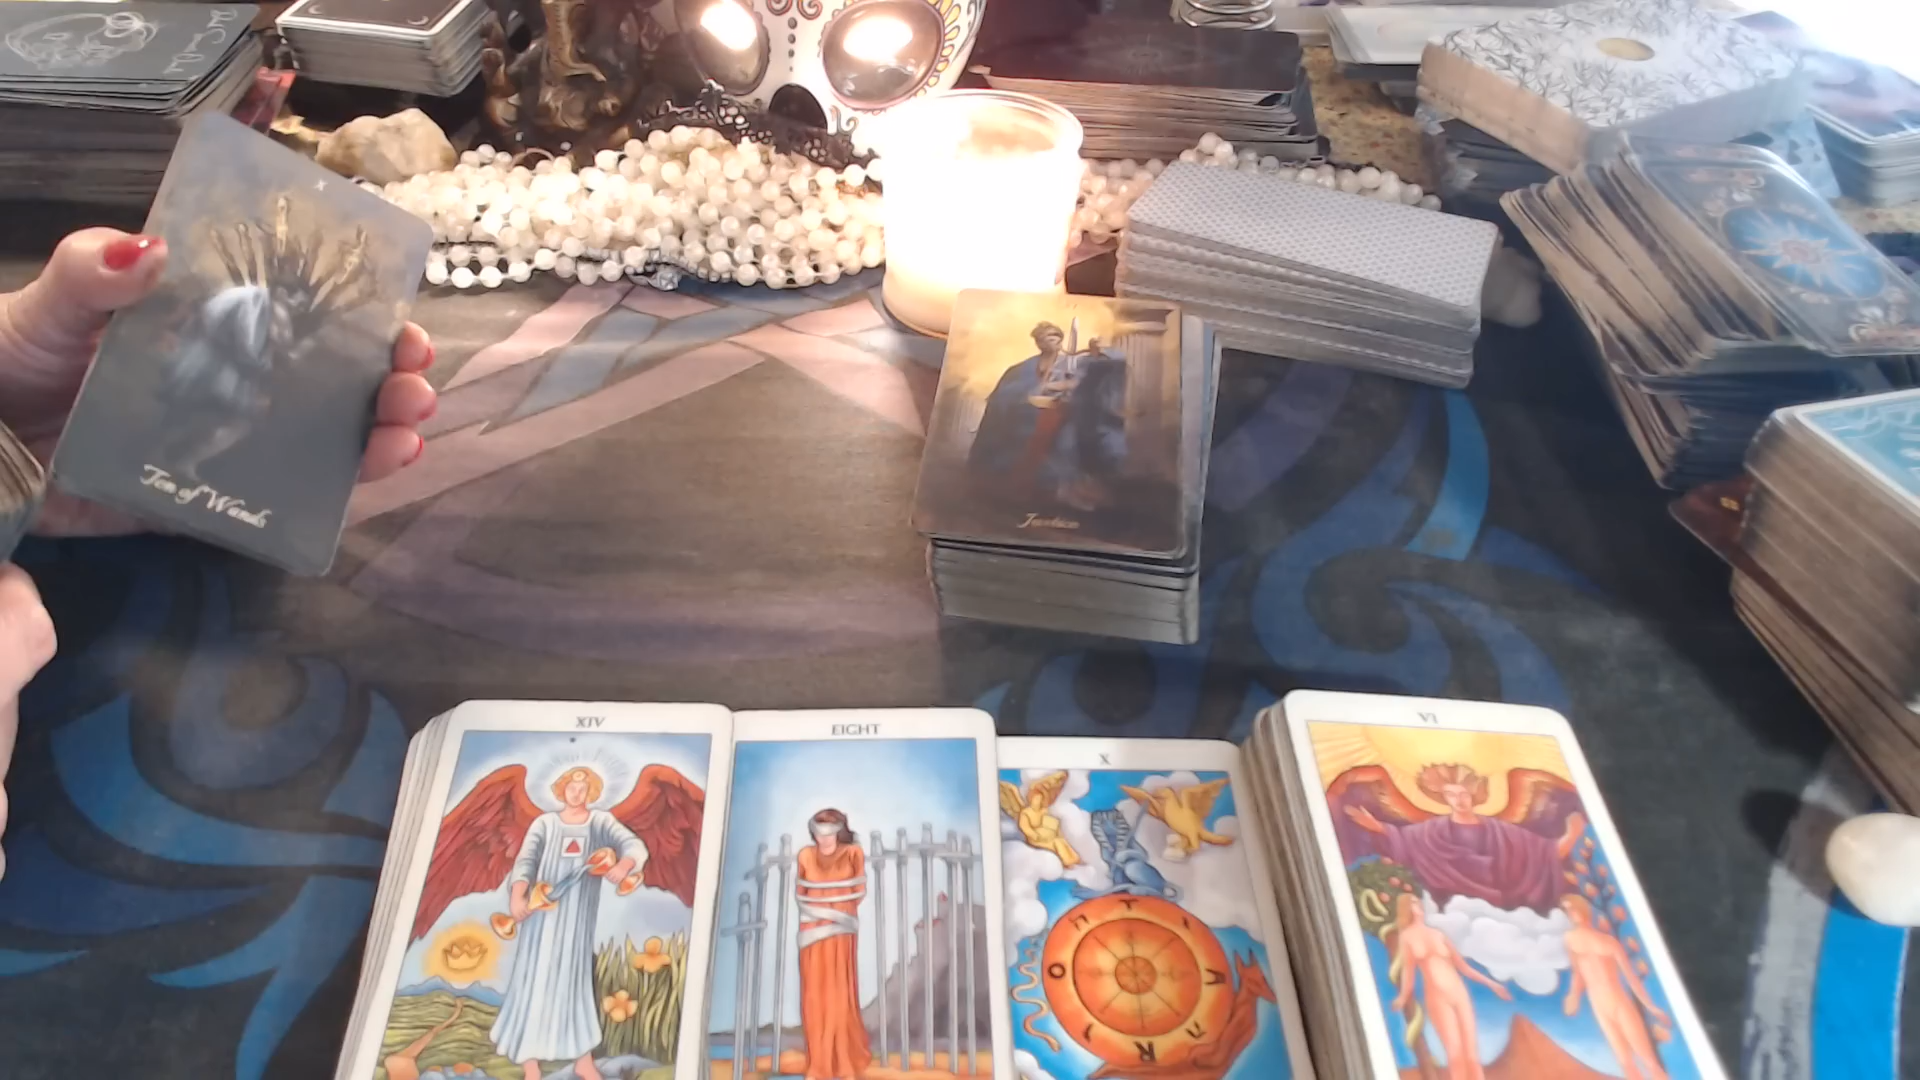 Ten of Wands
Justice
XIV
EIGHT
X
VI